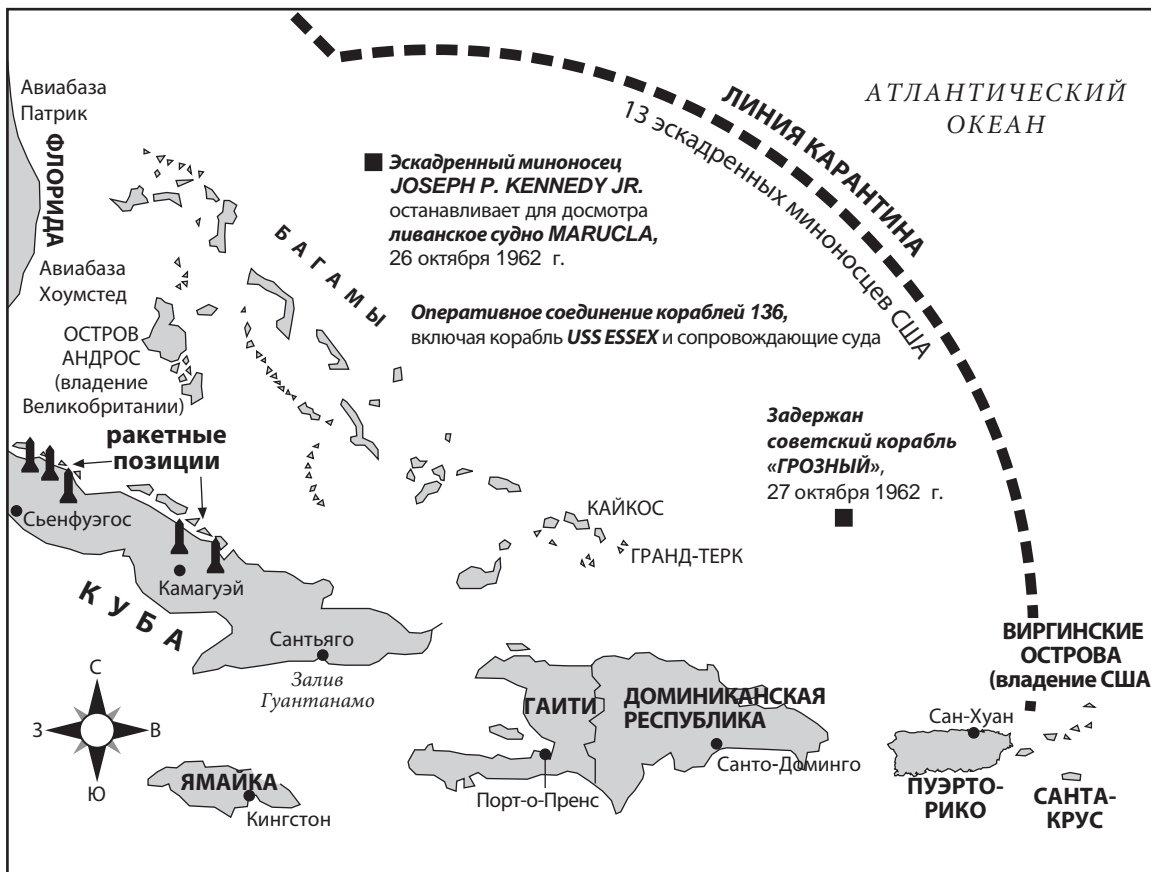 АТЛАНТИЧЕСКИЙ
ОКЕАН
ЛИНИЯ КАРАНТИНА
13 эскадренных миноносцев США
Авиабаза
Патрик
ФЛОРИДА
Эскадренный миноносец
JOSEPH P. KENNEDY JR.
останавливает для досмотра
ливанское судно MARUCLA,
26 октября 1962 г.
БАГАМЫ
Авиабаза
Хоумстед
Оперативное соединение кораблей 136,
включая корабль USS ESSEX и сопровождающие суда
ОСТРОВ
АНДРОС
(владение
Великобритании)
ракетные
позиции
Задержан
советский корабль
«ГРОЗНЫЙ»,
27 октября 1962 г.
Сьенфуэгос
КАЙКОС
ГРАНД-ТЕРК
Камагуэй
КУБА
Сантьяго
Залив
Гуантанамо
ВИРГИНСКИЕ
ОСТРОВА
(владение США
С
З
В
Ю
ГАИТИ
ДОМИНИКАНСКАЯ
РЕСПУБЛИКА
Сан-Хуан
Санто-Доминго
ЯМАЙКА
Кингстон
Порт-о-Пренс
ПУЭРТО-
РИКО
САНТА-
КРУС